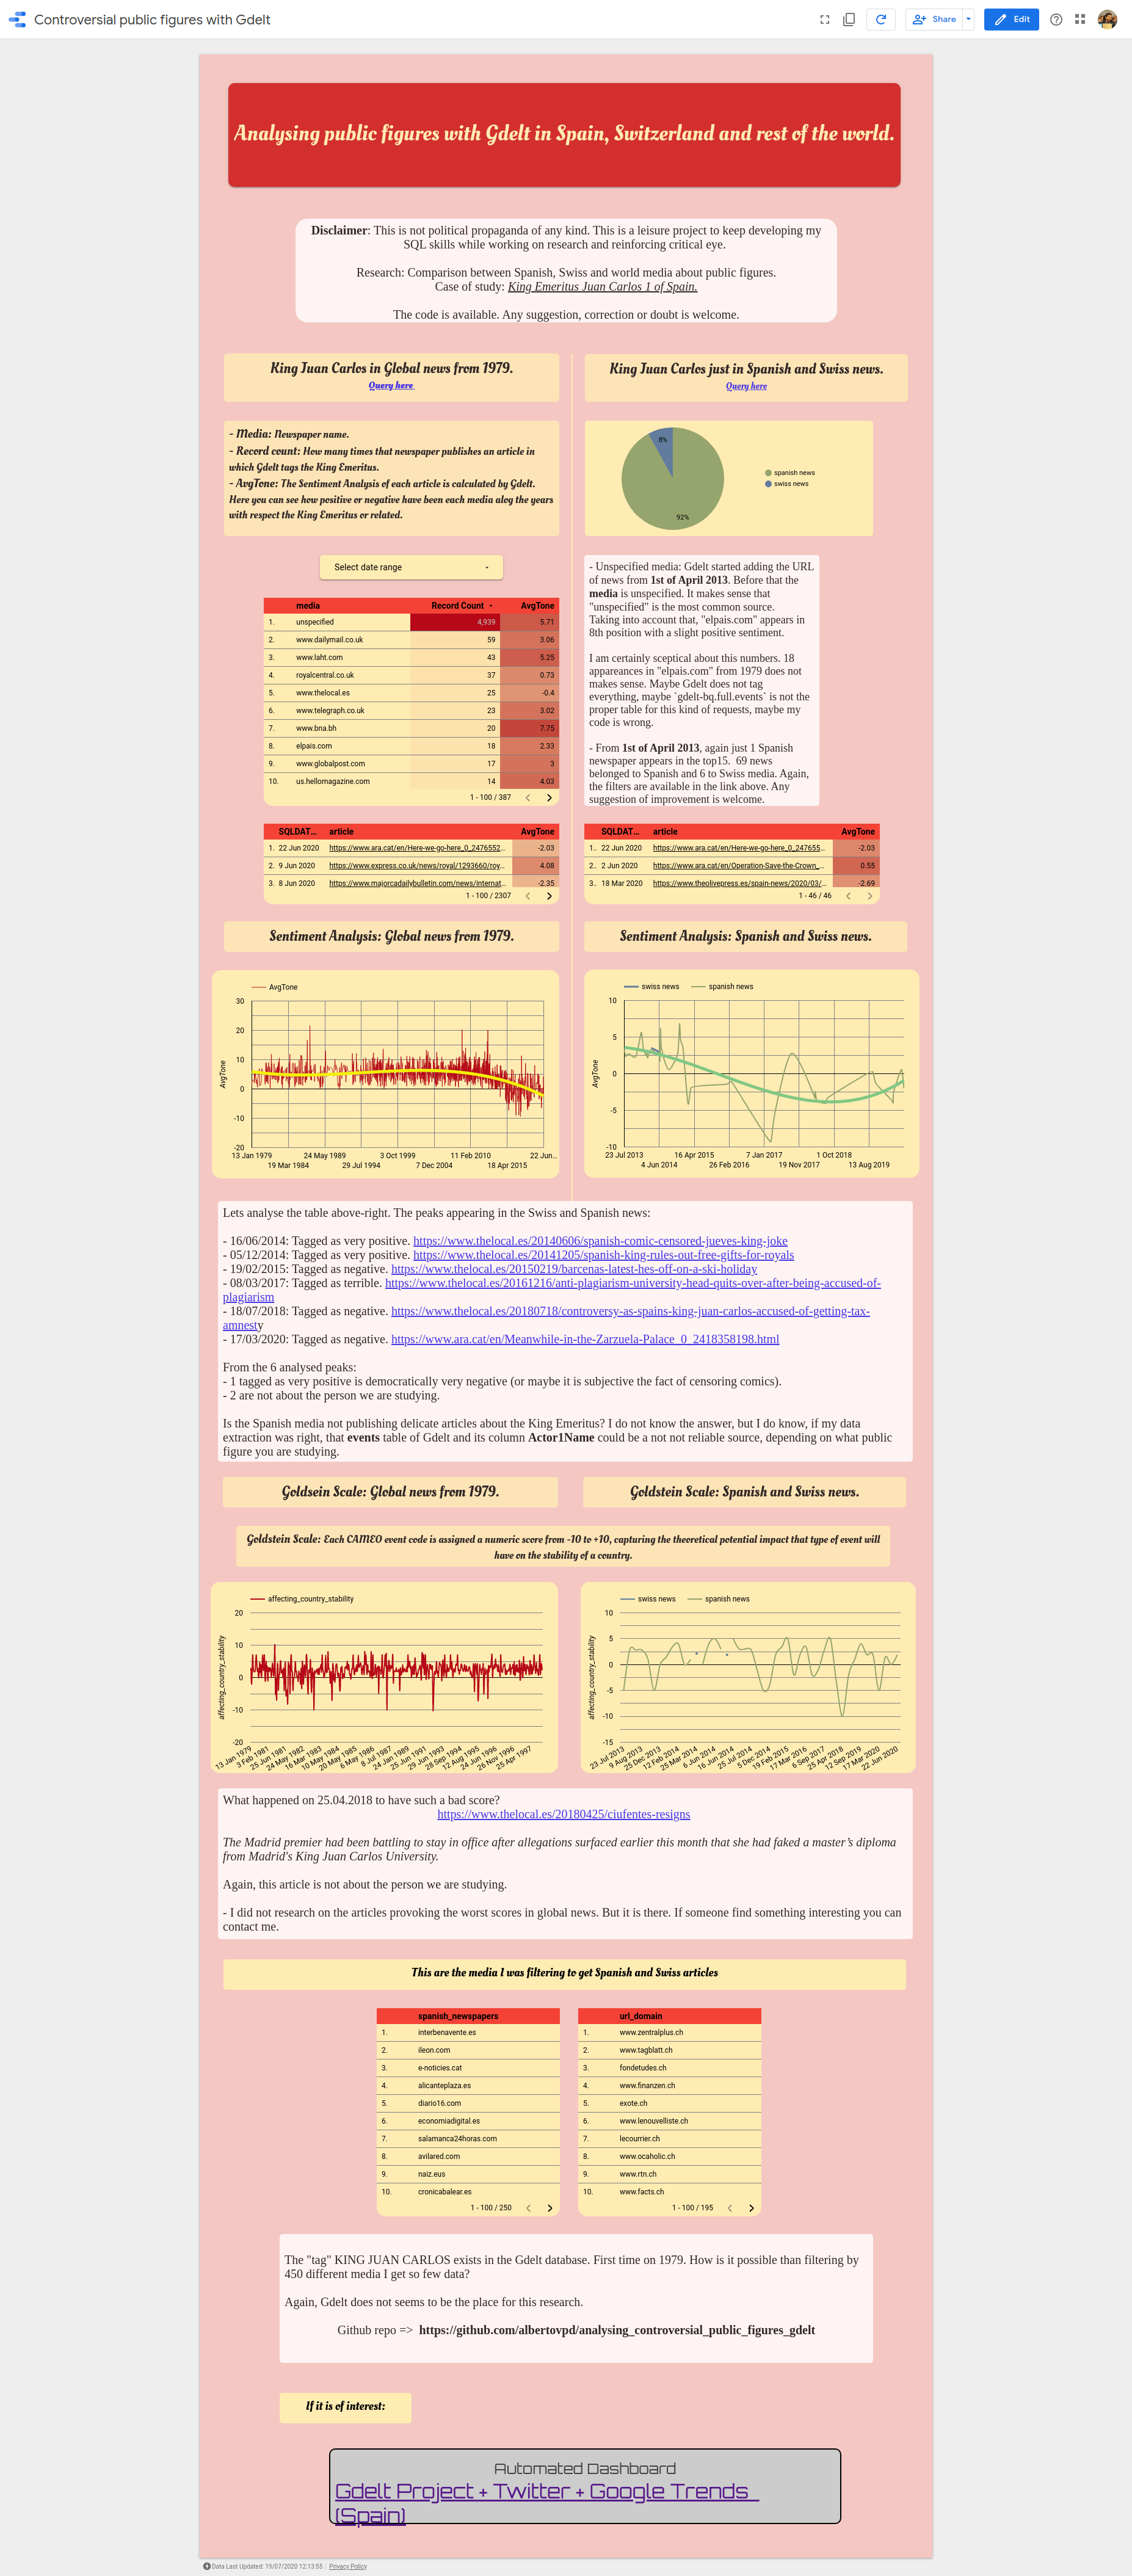 Controversial public figures with Gdelt
Share
Edit
Analysing public figures with Gdelt in Spain, Switzerland and rest of the world.
Disclaimer: This is not political propaganda of any kind. This is a leisure project to keep developing my
SQL skills while working on research and reinforcing critical eye.
Research: Comparison between Spanish, Swiss and world media about public figures.
Case of study: King Emeritus Juan Carlos 1 of Spain.
The code is available. Any suggestion, correction or doubt is welcome.
King Juan Carlos in Global news from 1979.
Query here
King Juan Carlos just in Spanish and Swiss news.
Query here
- Media: Newspaper name.
- Record count: How many times that newspaper publishes an article in
which Gdelt tags the King Emeritus.
- AvgTone: The Sentiment Analysis of each article is calculated by Gdelt.
Here you can see how positive or negative have been each media alog the years
with respect the King Emeritus or related.
8%
92%
spanish news
swiss news
Select date range
media Record Count AvgTone
1. unspecified 4,939 5.71
2. www.dailymail.co.uk 59 3.06
3. www.laht.com 43 5.25
4. royalcentral.co.uk 37 0.73
5. www.thelocal.es 25 -0.4
6. www.telegraph.co.uk 23 3.02
7. www.bna.bh 20 7.75
8. elpais.com 18 2.33
9. www.globalpost.com 17 3
10. us.hellomagazine.com 14 4.03
1 - 100 / 387
- Unspecified media: Gdelt started adding the URL
of news from 1st of April 2013. Before that the
media is unspecified. It makes sense that
"unspecified" is the most common source.
Taking into account that, "elpais.com" appears in
8th position with a slight positive sentiment.
I am certainly sceptical about this numbers. 18
appareances in "elpais.com" from 1979 does not
makes sense. Maybe Gdelt does not tag
everything, maybe `gdelt-bq.full.events` is not the
proper table for this kind of requests, maybe my
code is wrong.
- From 1st of April 2013, again just 1 Spanish
newspaper appears in the top15.  69 news
belonged to Spanish and 6 to Swiss media. Again,
the filters are available in the link above. Any
suggestion of improvement is welcome.
SQLDAT... article AvgTone
1. 22 Jun 2020 https://www.ara.cat/en/Here-we-go-here_0_2476552... -2.03
2. 9 Jun 2020 https://www.express.co.uk/news/royal/1293660/roy... 4.08
3. 8 Jun 2020 https://www.majorcadailybulletin.com/news/internat... -2.35
1 - 100 / 2307
SQLDAT... article AvgTone
1.. 22 Jun 2020 https://www.ara.cat/en/Here-we-go-here_0_247655... -2.03
2.. 2 Jun 2020 https://www.ara.cat/en/Operation-Save-the-Crown_... 0.55
3.. 18 Mar 2020 https://www.theolivepress.es/spain-news/2020/03/... -2.69
1 - 46 / 46
Sentiment Analysis: Global news from 1979.
Sentiment Analysis: Spanish and Swiss news.
AvgTone
30
20
10
0
-10
-20
AvgTone
13 Jan 1979 24 May 1989 3 Oct 1999 11 Feb 2010 22 Jun...
19 Mar 1984 29 Jul 1994 7 Dec 2004 18 Apr 2015
swiss news spanish news
10
5
0
-5
-10
AvgTone
23 Jul 2013 16 Apr 2015 7 Jan 2017 1 Oct 2018
4 Jun 2014 26 Feb 2016 19 Nov 2017 13 Aug 2019
Lets analyse the table above-right. The peaks appearing in the Swiss and Spanish news:
- 16/06/2014: Tagged as very positive. https://www.thelocal.es/20140606/spanish-comic-censored-jueves-king-joke
- 05/12/2014: Tagged as very positive. https://www.thelocal.es/20141205/spanish-king-rules-out-free-gifts-for-royals
- 19/02/2015: Tagged as negative. https://www.thelocal.es/20150219/barcenas-latest-hes-off-on-a-ski-holiday
- 08/03/2017: Tagged as terrible. https://www.thelocal.es/20161216/anti-plagiarism-university-head-quits-over-after-being-accused-of-
plagiarism
- 18/07/2018: Tagged as negative. https://www.thelocal.es/20180718/controversy-as-spains-king-juan-carlos-accused-of-getting-tax-
amnesty
- 17/03/2020: Tagged as negative. https://www.ara.cat/en/Meanwhile-in-the-Zarzuela-Palace_0_2418358198.html
From the 6 analysed peaks:
- 1 tagged as very positive is democratically very negative (or maybe it is subjective the fact of censoring comics).
- 2 are not about the person we are studying.
Is the Spanish media not publishing delicate articles about the King Emeritus? I do not know the answer, but I do know, if my data
extraction was right, that events table of Gdelt and its column Actor1Name could be a not not reliable source, depending on what public
figure you are studying.
Goldsein Scale: Global news from 1979.
Goldstein Scale: Spanish and Swiss news.
Goldstein Scale: Each CAMEO event code is assigned a numeric score from -10 to +10, capturing the theoretical potential impact that type of event will
have on the stability of a country.
affecting_country_stability
20
10
0
-10
-20
affecting_country_stability
13 Jan 1979 3 Feb 1981 25 Jun 1981 24 May 1982 16 Mar 1983 10 May 1984 20 May 1985 6 May 1986 8 Jul 1987 24 Jan 1989 25 Jan 1991 29 Jun 1993 28 Sep 1994 12 Aug 1995 24 Jun 1996 26 Nov 1996 25 Apr 1997
swiss news spanish news
10
5
0
-5
-10
-15
affecting_country_stability
23 Jul 2013 9 Aug 2013 25 Dec 2013 12 Feb 2014 25 Mar 2014 6 Jun 2014 16 Jun 2014 25 Jul 2014 5 Dec 2014 19 Feb 2015 17 Mar 2016 6 Sep 2017 25 Apr 2018 12 Sep 2019 17 Mar 2020 22 Jun 2020
What happened on 25.04.2018 to have such a bad score?
https://www.thelocal.es/20180425/ciufentes-resigns
The Madrid premier had been battling to stay in office after allegations surfaced earlier this month that she had faked a master’s diploma
from Madrid's King Juan Carlos University.
Again, this article is not about the person we are studying.
- I did not research on the articles provoking the worst scores in global news. But it is there. If someone find something interesting you can
contact me.
This are the media I was filtering to get Spanish and Swiss articles
spanish_newspapers
1. interbenavente.es
2. ileon.com
3. e-noticies.cat
4. alicanteplaza.es
5. diario16.com
6. economiadigital.es
7. salamanca24horas.com
8. avilared.com
9. naiz.eus
10. cronicabalear.es
1 - 100 / 250
url_domain
1. www.zentralplus.ch
2. www.tagblatt.ch
3. fondetudes.ch
4. www.finanzen.ch
5. exote.ch
6. www.lenouvelliste.ch
7. lecourrier.ch
8. www.ocaholic.ch
9. www.rtn.ch
10. www.facts.ch
1 - 100 / 195
The "tag" KING JUAN CARLOS exists in the Gdelt database. First time on 1979. How is it possible than filtering by
450 different media I get so few data?
Again, Gdelt does not seems to be the place for this research.
Github repo =>  https://github.com/albertovpd/analysing_controversial_public_figures_gdelt
If it is of interest:
Automated Dashboard
Gdelt Project + Twitter + Google Trends
(Spain)
Data Last Updated: 19/07/2020 12:13:55 Privacy Policy